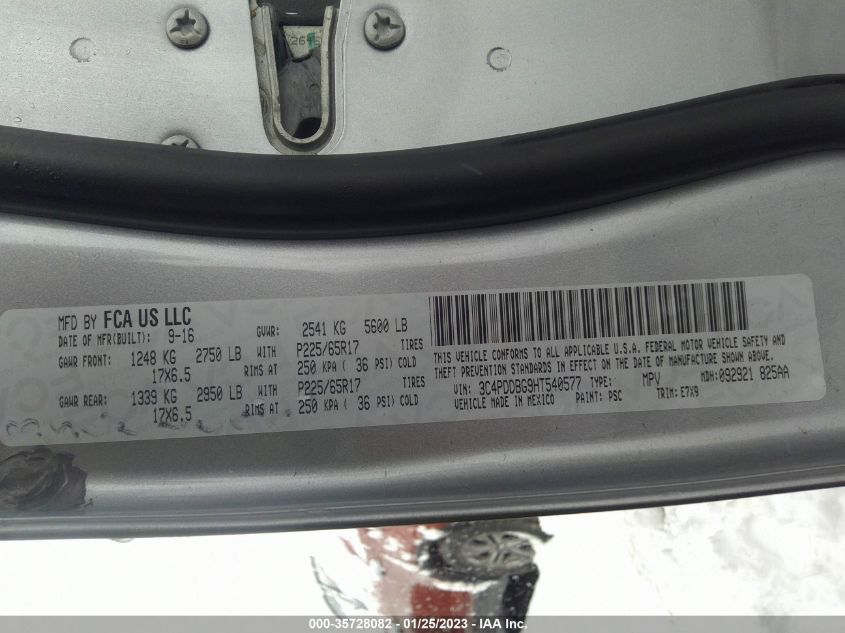 264
MFD BY FCA US LLC
DATE OF MFR(BUILT): 9-16 GVWR: 2541 KG 5600 LB
GAWR FRONT: 1248 KG 2750 LB WITH P225/65R17 TIRES
17X6.5 RIMS AT 250 KPA ( 36 PSI) COLD
GAWR REAR: 1339 KG 2950 LB WITH P225/65R17 TIRES
17X6.5 RIMS AT 250 KPA ( 36 PSI) COLD
THIS VEHICLE CONFORMS TO ALL APPLICABLE U.S.A. FEDERAL MOTOR VEHICLE SAFETY AND
THEFT PREVENTION STANDARDS IN EFFECT ON THE DATE OF MANUFACTURE SHOWN ABOVE.
VIN: 3C4PDDBG9HT540577 TYPE: MPV MDH: 092921 825AA
VEHICLE MADE IN MEXICO PAINT: PSC TRIM: E7X9
000-35728082 - 01/25/2023 - IAA Inc.